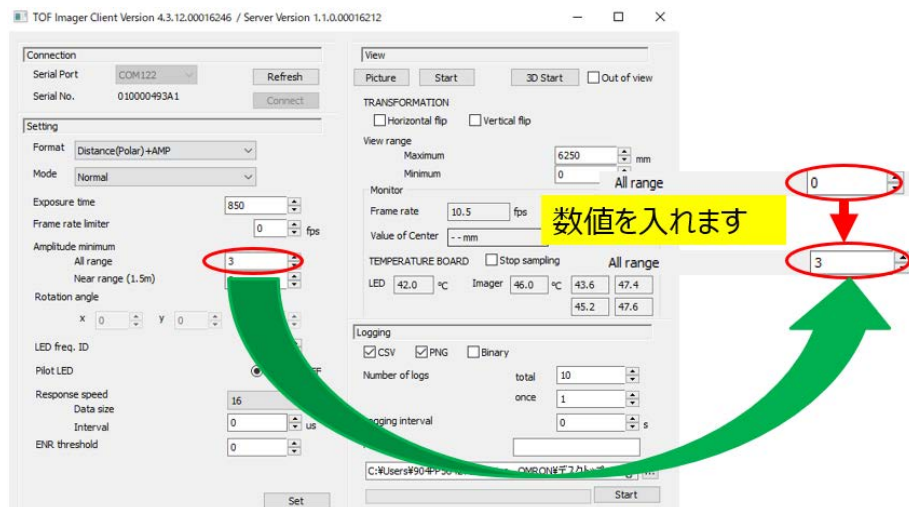 TOF Imager Client Version 4.3.12.00016246 / Server Version 1.1.0.00016212
Connection
Serial Port COM122 Refresh
Serial No. 010000493A1 Connect
Setting
Format Distance(Polar)+AMP
Mode Normal
Exposure time 850
Frame rate limiter 0 fps
Amplitude minimum
All range 3
Near range (1.5m)
Rotation angle
x 0 y 0
LED freq. ID
Pilot LED
Response speed
Data size 16
Interval 0 us
ENR threshold 0
Set
View
Picture Start 3D Start Out of view
TRANSFORMATION
Horizontal flip Vertical flip
View range
Maximum 6250 mm
Minimum 0
Monitor
Frame rate 10.5 fps
Value of Center --mm
TEMPERATURE BOARD Stop sampling
LED 42.0 °C Imager 46.0 °C 43.6 47.4
45.2 47.6
Logging
CSV PNG Binary
Number of logs total 10
once 1
interval 0 s
Start
All range 0
数値を入れます
All range 3